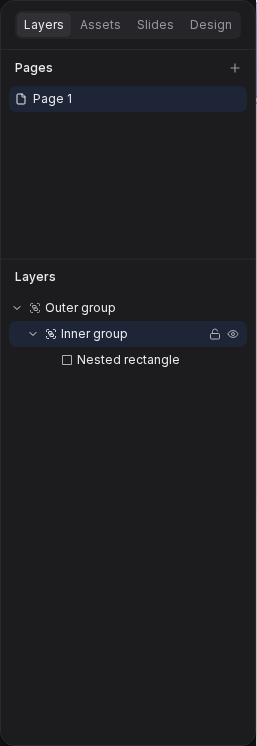 Layers Assets Slides Design
Pages
Page 1
Layers
Outer group
Inner group
Nested rectangle